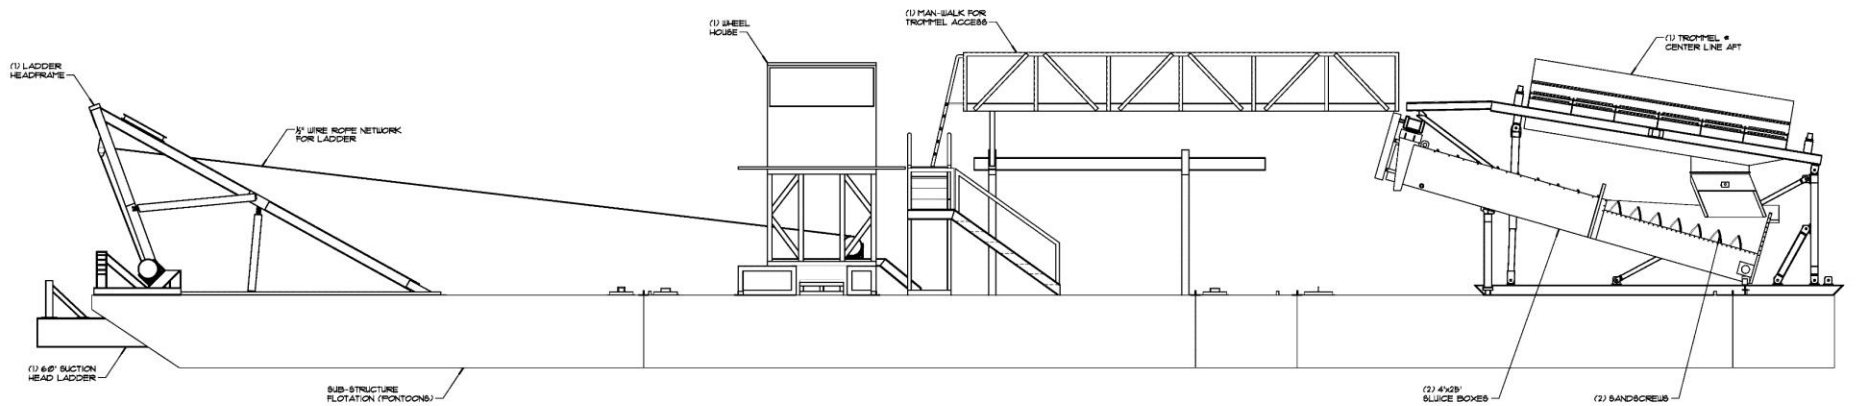 (1) WHEEL
HOUSE
(1) MAN-WALK FOR
TROMMEL ACCESS
(1) TROMMEL @
CENTER LINE AFT
(1) LADDER
HEADFRAME
½" WIRE ROPE NETWORK
FOR LADDER
(1) 60' SUCTION
HEAD LADDER
SUB-STRUCTURE
FLOTATION (PONTOONS)
(2) 4'x25'
SLUICE BOXES
(2) SANDSCREWS